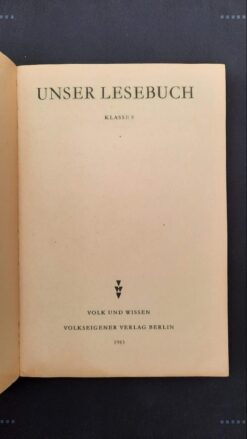 UNSER LESEBUCH
KLASSE
VOLK UND WISSEN
VOLKSEIGENER VERLAG BERLIN